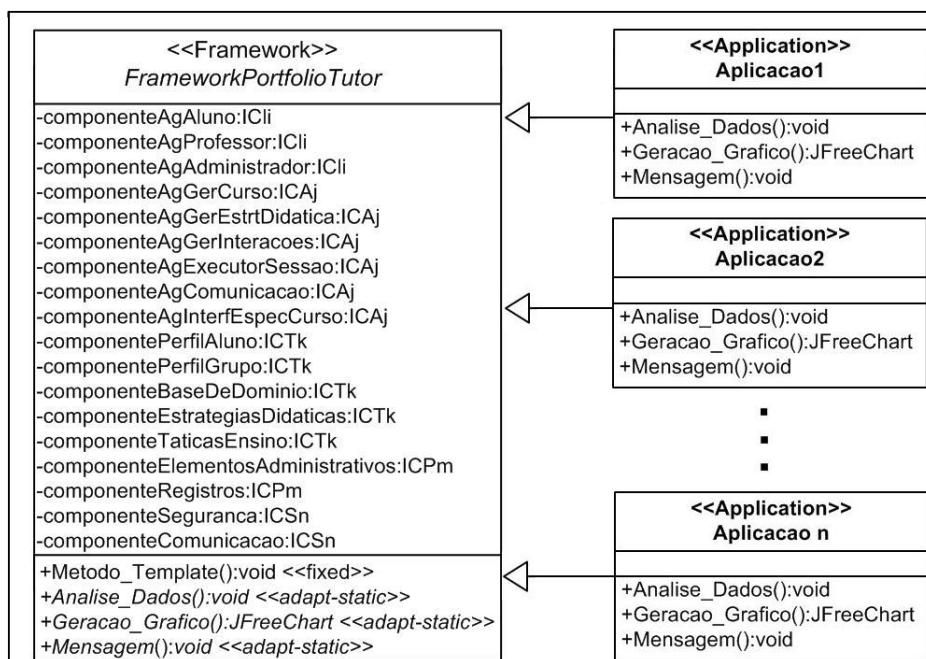 <<Framework>>
FrameworkPortfolioTutor
-componenteAgAluno:ICli
-componenteAgProfessor:ICli
-componenteAgAdministrador:ICli
-componenteAgGerCurso:ICAj
-componenteAgGerEstrtDidatica:ICAj
-componenteAgGerInteracoes:ICAj
-componenteAgExecutorSessao:ICAj
-componenteAgComunicacao:ICAj
-componenteAgInterfEspecCurso:ICAj
-componentePerfilAluno:ICTk
-componentePerfilGrupo:ICTk
-componenteBaseDeDominio:ICTk
-componenteEstrategiasDidaticas:ICTk
-componenteTaticasEnsino:ICTk
-componenteElementosAdministrativos:ICPm
-componenteRegistros:ICPm
-componenteSeguranca:ICSn
-componenteComunicacao:ICSn
+Metodo_Template():void <<fixed>>
+Analise_Dados():void <<adapt-static>>
+Geracao_Grafico():JFreeChart <<adapt-static>>
+Mensagem():void <<adapt-static>>
<<Application>>
Aplicacao1
+Analise_Dados():void
+Geracao_Grafico():JFreeChart
+Mensagem():void
<<Application>>
Aplicacao2
+Analise_Dados():void
+Geracao_Grafico():JFreeChart
+Mensagem():void
<<Application>>
Aplicacao n
+Analise_Dados():void
+Geracao_Grafico():JFreeChart
+Mensagem():void